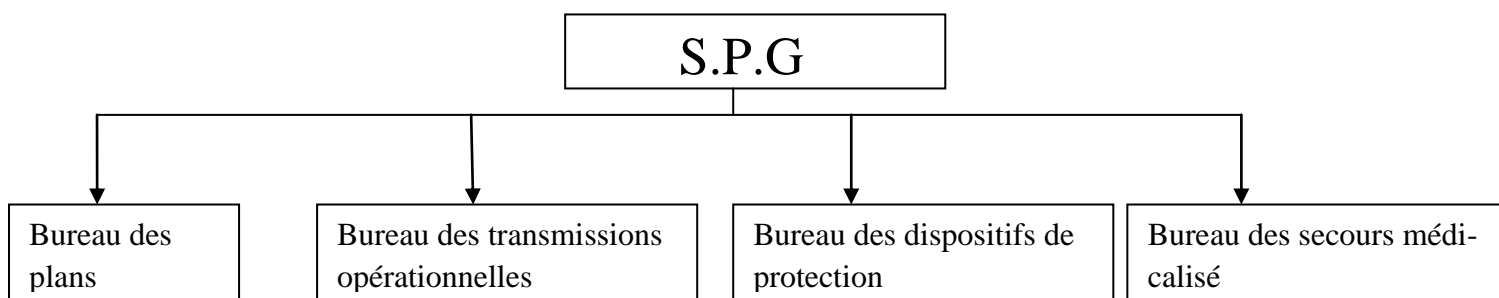 S.P.G
Bureau des
plans
Bureau des transmissions
opérationnelles
Bureau des dispositifs de
protection
Bureau des secours médi-
calisé